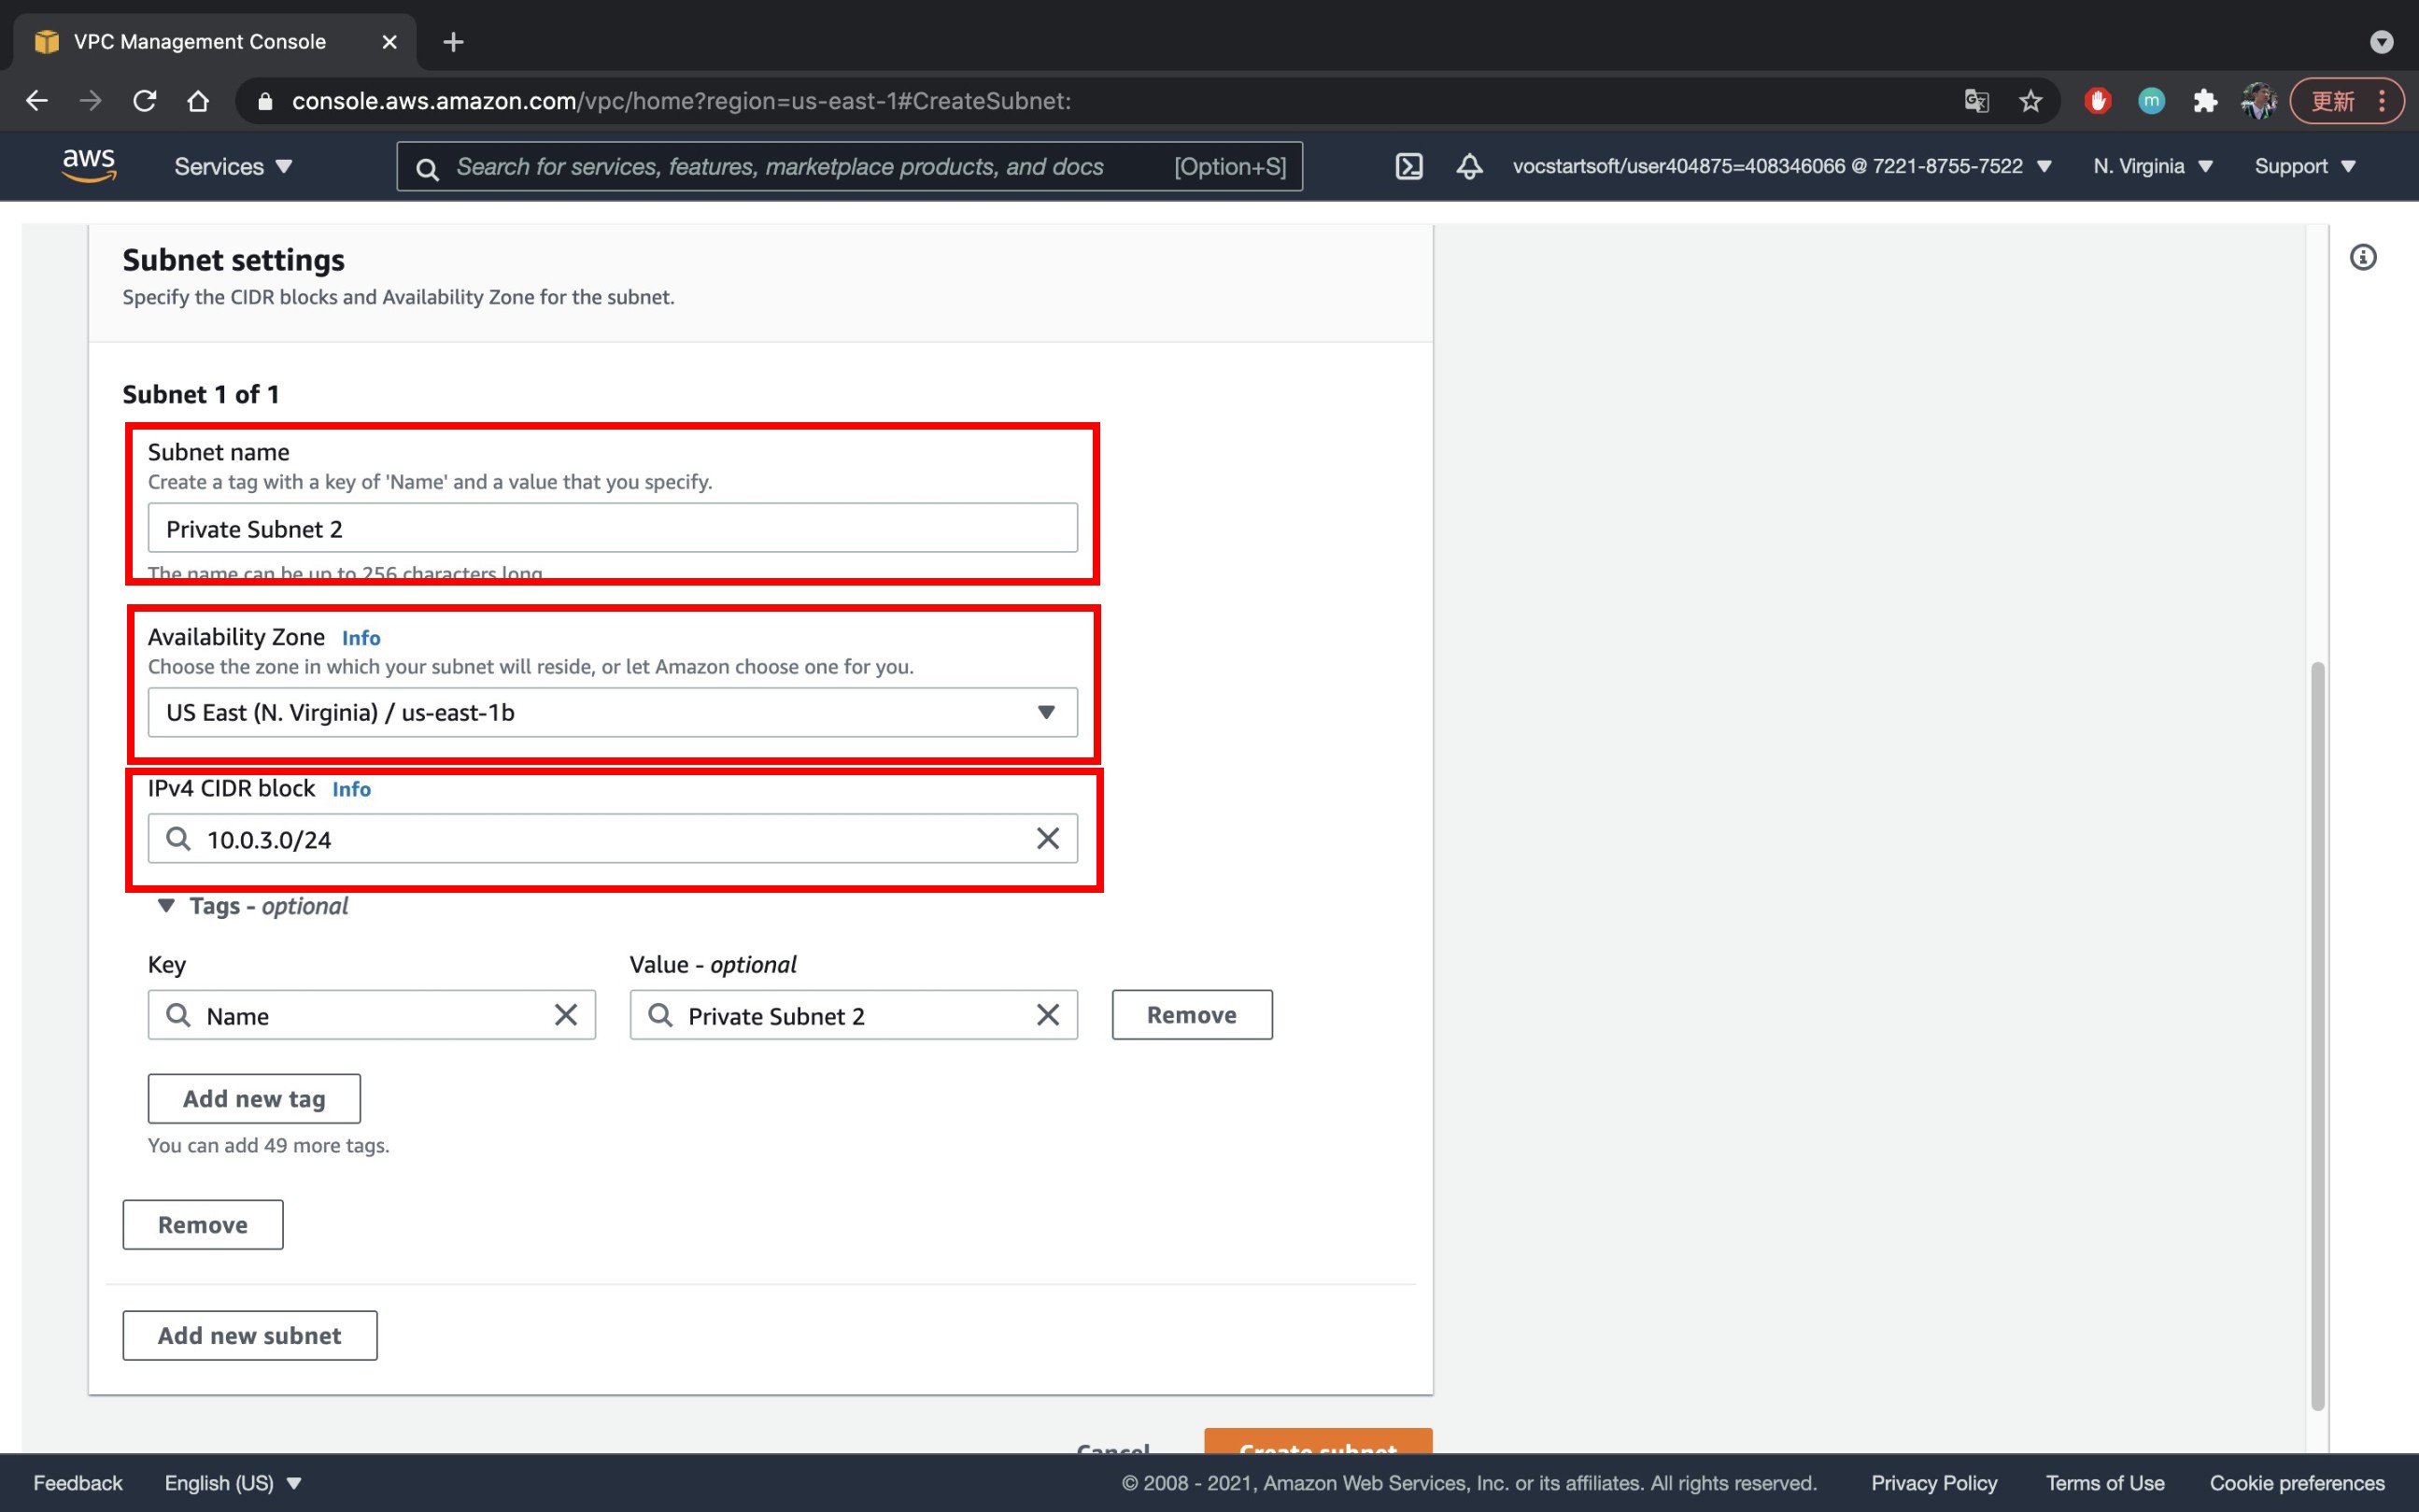 VPC Management Console
console.aws.amazon.com/vpc/home?region=us-east-1#CreateSubnet:
更新
aws
Services
Search for services, features, marketplace products, and docs [Option+S]
vocstartsoft/user404875=408346066 @ 7221-8755-7522
N. Virginia
Support
Subnet settings
Specify the CIDR blocks and Availability Zone for the subnet.
Subnet 1 of 1
Subnet name
Create a tag with a key of 'Name' and a value that you specify.
Private Subnet 2
The name can be up to 256 characters long
Availability Zone Info
Choose the zone in which your subnet will reside, or let Amazon choose one for you.
US East (N. Virginia) / us-east-1b
IPv4 CIDR block Info
10.0.3.0/24
Tags - optional
Key Value - optional
Name Private Subnet 2 Remove
Add new tag
You can add 49 more tags.
Remove
Add new subnet
Cancel Create subnet
Feedback English (US) © 2008 - 2021, Amazon Web Services, Inc. or its affiliates. All rights reserved. Privacy Policy Terms of Use Cookie preferences